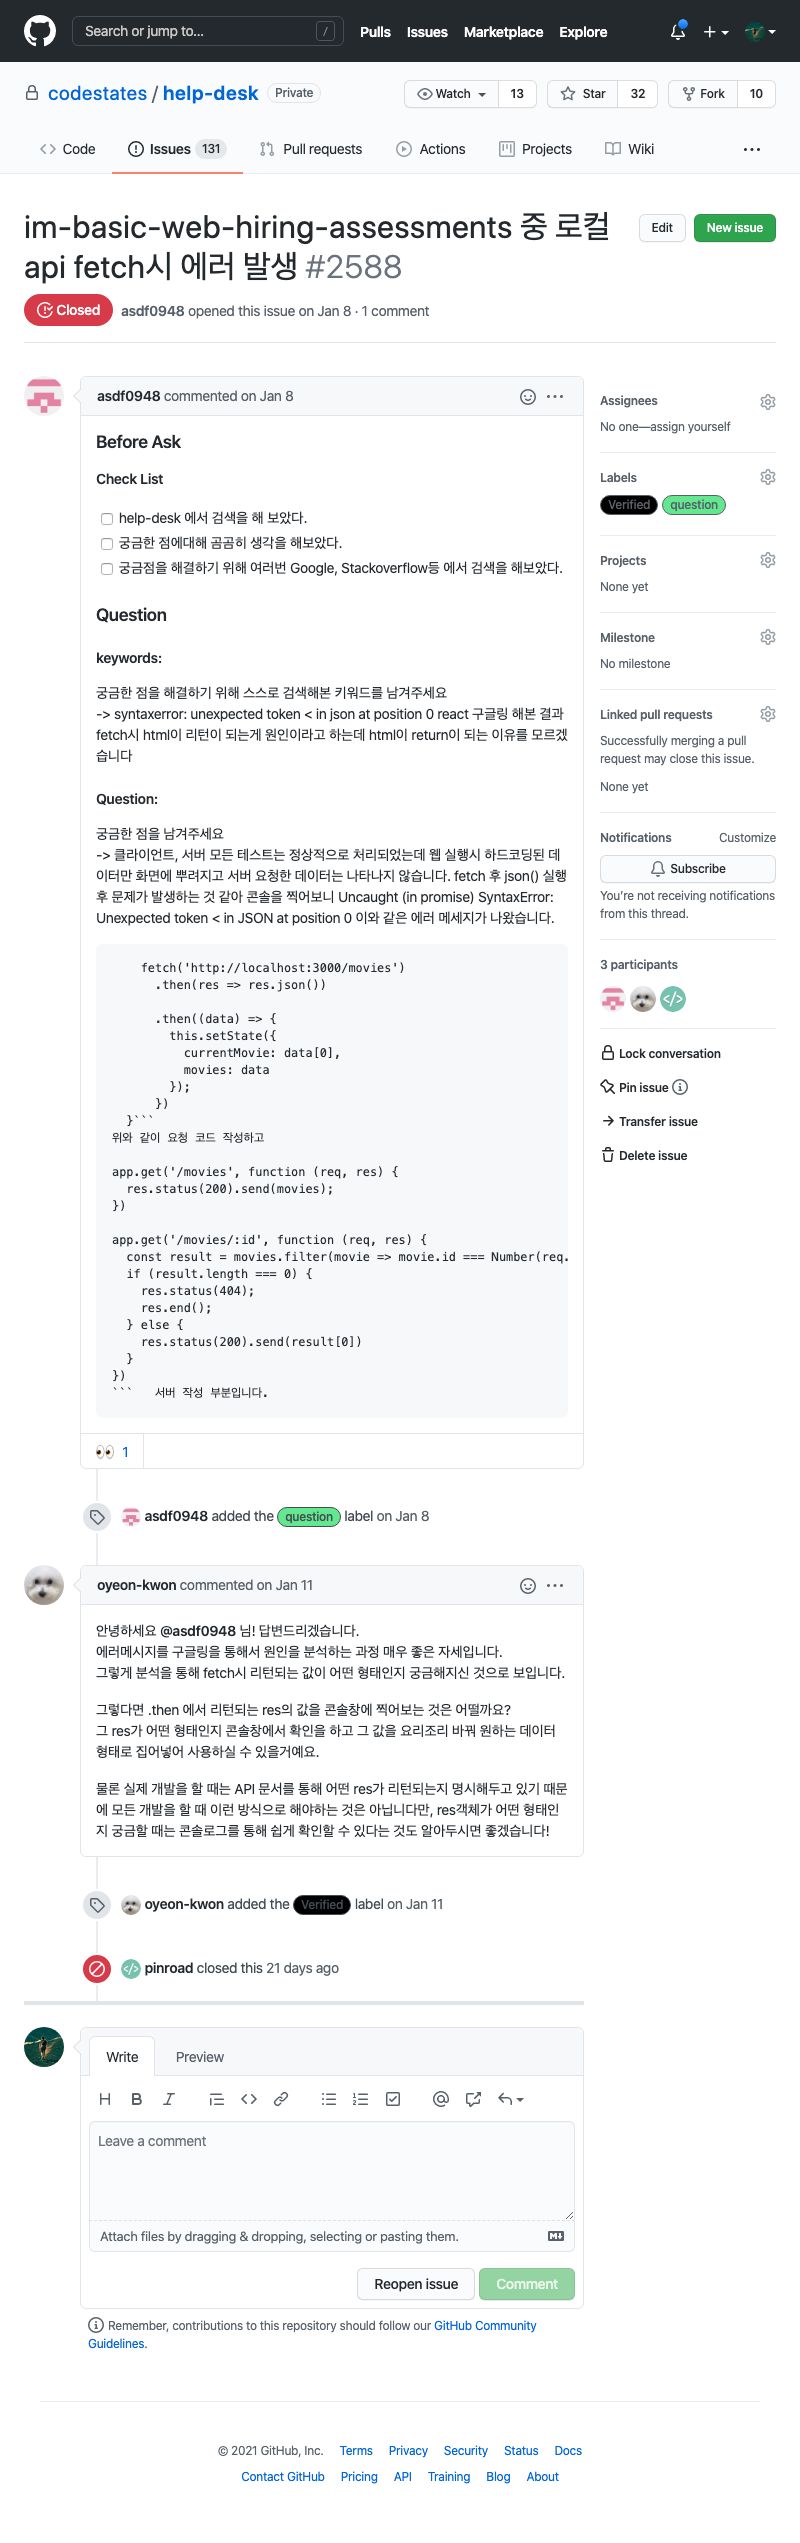 Search or jump to... /
Pulls Issues Marketplace Explore
codestates / help-desk Private
Watch 13 Star 32 Fork 10
Code Issues 131 Pull requests Actions Projects Wiki ...
im-basic-web-hiring-assessments 중 로컬
api fetch시 에러 발생 #2588
Edit New issue
Closed asdf0948 opened this issue on Jan 8 · 1 comment
asdf0948 commented on Jan 8
Before Ask
Check List
help-desk 에서 검색을 해 보았다.
궁금한 점에대해 곰곰히 생각을 해보았다.
궁금점을 해결하기 위해 여러번 Google, Stackoverflow등 에서 검색을 해보았다.
Question
keywords:
궁금한 점을 해결하기 위해 스스로 검색해본 키워드를 남겨주세요
-> syntaxerror: unexpected token < in json at position 0 react 구글링 해본 결과
fetch시 html이 리턴이 되는게 원인이라고 하는데 html이 return이 되는 이유를 모르겠
습니다
Question:
궁금한 점을 남겨주세요
-> 클라이언트, 서버 모든 테스트는 정상적으로 처리되었는데 웹 실행시 하드코딩된 데
이터만 화면에 뿌려지고 서버 요청한 데이터는 나타나지 않습니다. fetch 후 json() 실행
후 문제가 발생하는 것 같아 콘솔을 찍어보니 Uncaught (in promise) SyntaxError:
Unexpected token < in JSON at position 0 이와 같은 에러 메세지가 나왔습니다.
fetch('http://localhost:3000/movies')
.then(res => res.json())
.then((data) => {
this.setState({
currentMovie: data[0],
movies: data
});
})
}```
위와 같이 요청 코드 작성하고
app.get('/movies', function (req, res) {
res.status(200).send(movies);
})
app.get('/movies/:id', function (req, res) {
const result = movies.filter(movie => movie.id === Number(req.
if (result.length === 0) {
res.status(404);
res.end();
} else {
res.status(200).send(result[0])
}
})
``` 서버 작성 부분입니다.
👀 1
asdf0948 added the question label on Jan 8
oyeon-kwon commented on Jan 11
안녕하세요 @asdf0948 님! 답변드리겠습니다.
에러메시지를 구글링을 통해서 원인을 분석하는 과정 매우 좋은 자세입니다.
그렇게 분석을 통해 fetch시 리턴되는 값이 어떤 형태인지 궁금해지신 것으로 보입니다.
그렇다면 .then 에서 리턴되는 res의 값을 콘솔창에 찍어보는 것은 어떨까요?
그 res가 어떤 형태인지 콘솔창에서 확인을 하고 그 값을 요리조리 바꿔 원하는 데이터
형태로 집어넣어 사용하실 수 있을거예요.
물론 실제 개발을 할 때는 API 문서를 통해 어떤 res가 리턴되는지 명시해두고 있기 때문
에 모든 개발을 할 때 이런 방식으로 해야하는 것은 아닙니다만, res객체가 어떤 형태인
지 궁금할 때는 콘솔로그를 통해 쉽게 확인할 수 있다는 것도 알아두시면 좋겠습니다!
oyeon-kwon added the Verified label on Jan 11
pinroad closed this 21 days ago
Assignees
No one—assign yourself
Labels
Verified question
Projects
None yet
Milestone
No milestone
Linked pull requests
Successfully merging a pull
request may close this issue.
None yet
Notifications Customize
Subscribe
You're not receiving notifications
from this thread.
3 participants
Lock conversation
Pin issue
Transfer issue
Delete issue
Write Preview
Leave a comment
Attach files by dragging & dropping, selecting or pasting them.
Reopen issue Comment
Remember, contributions to this repository should follow our GitHub Community
Guidelines.
© 2021 GitHub, Inc. Terms Privacy Security Status Docs
Contact GitHub Pricing API Training Blog About